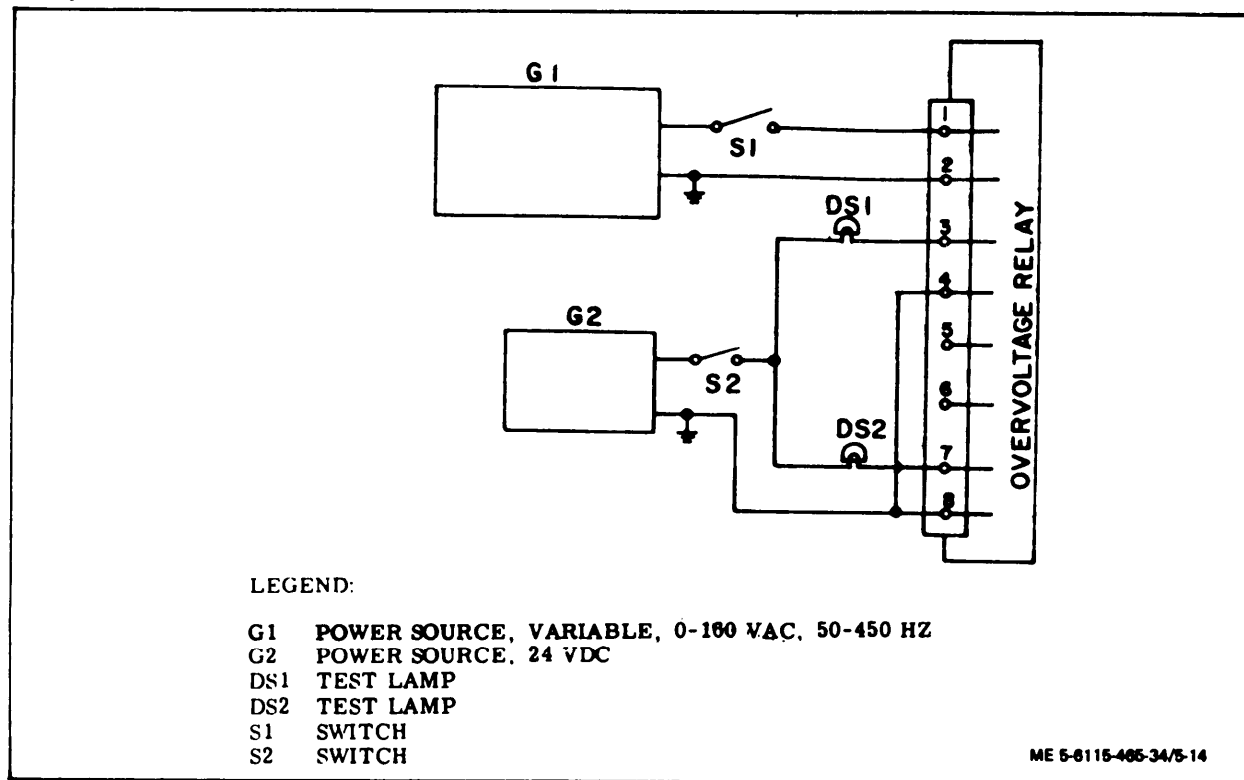 G1
S1
1
2
DS1
3
4
G2
5
S2
6
DS2
7
8
OVERVOLTAGE RELAY
LEGEND:
G1 POWER SOURCE, VARIABLE, 0-160 VAC, 50-450 HZ
G2 POWER SOURCE, 24 VDC
DS1 TEST LAMP
DS2 TEST LAMP
S1 SWITCH
S2 SWITCH
ME 5-6115-465-34/5-14